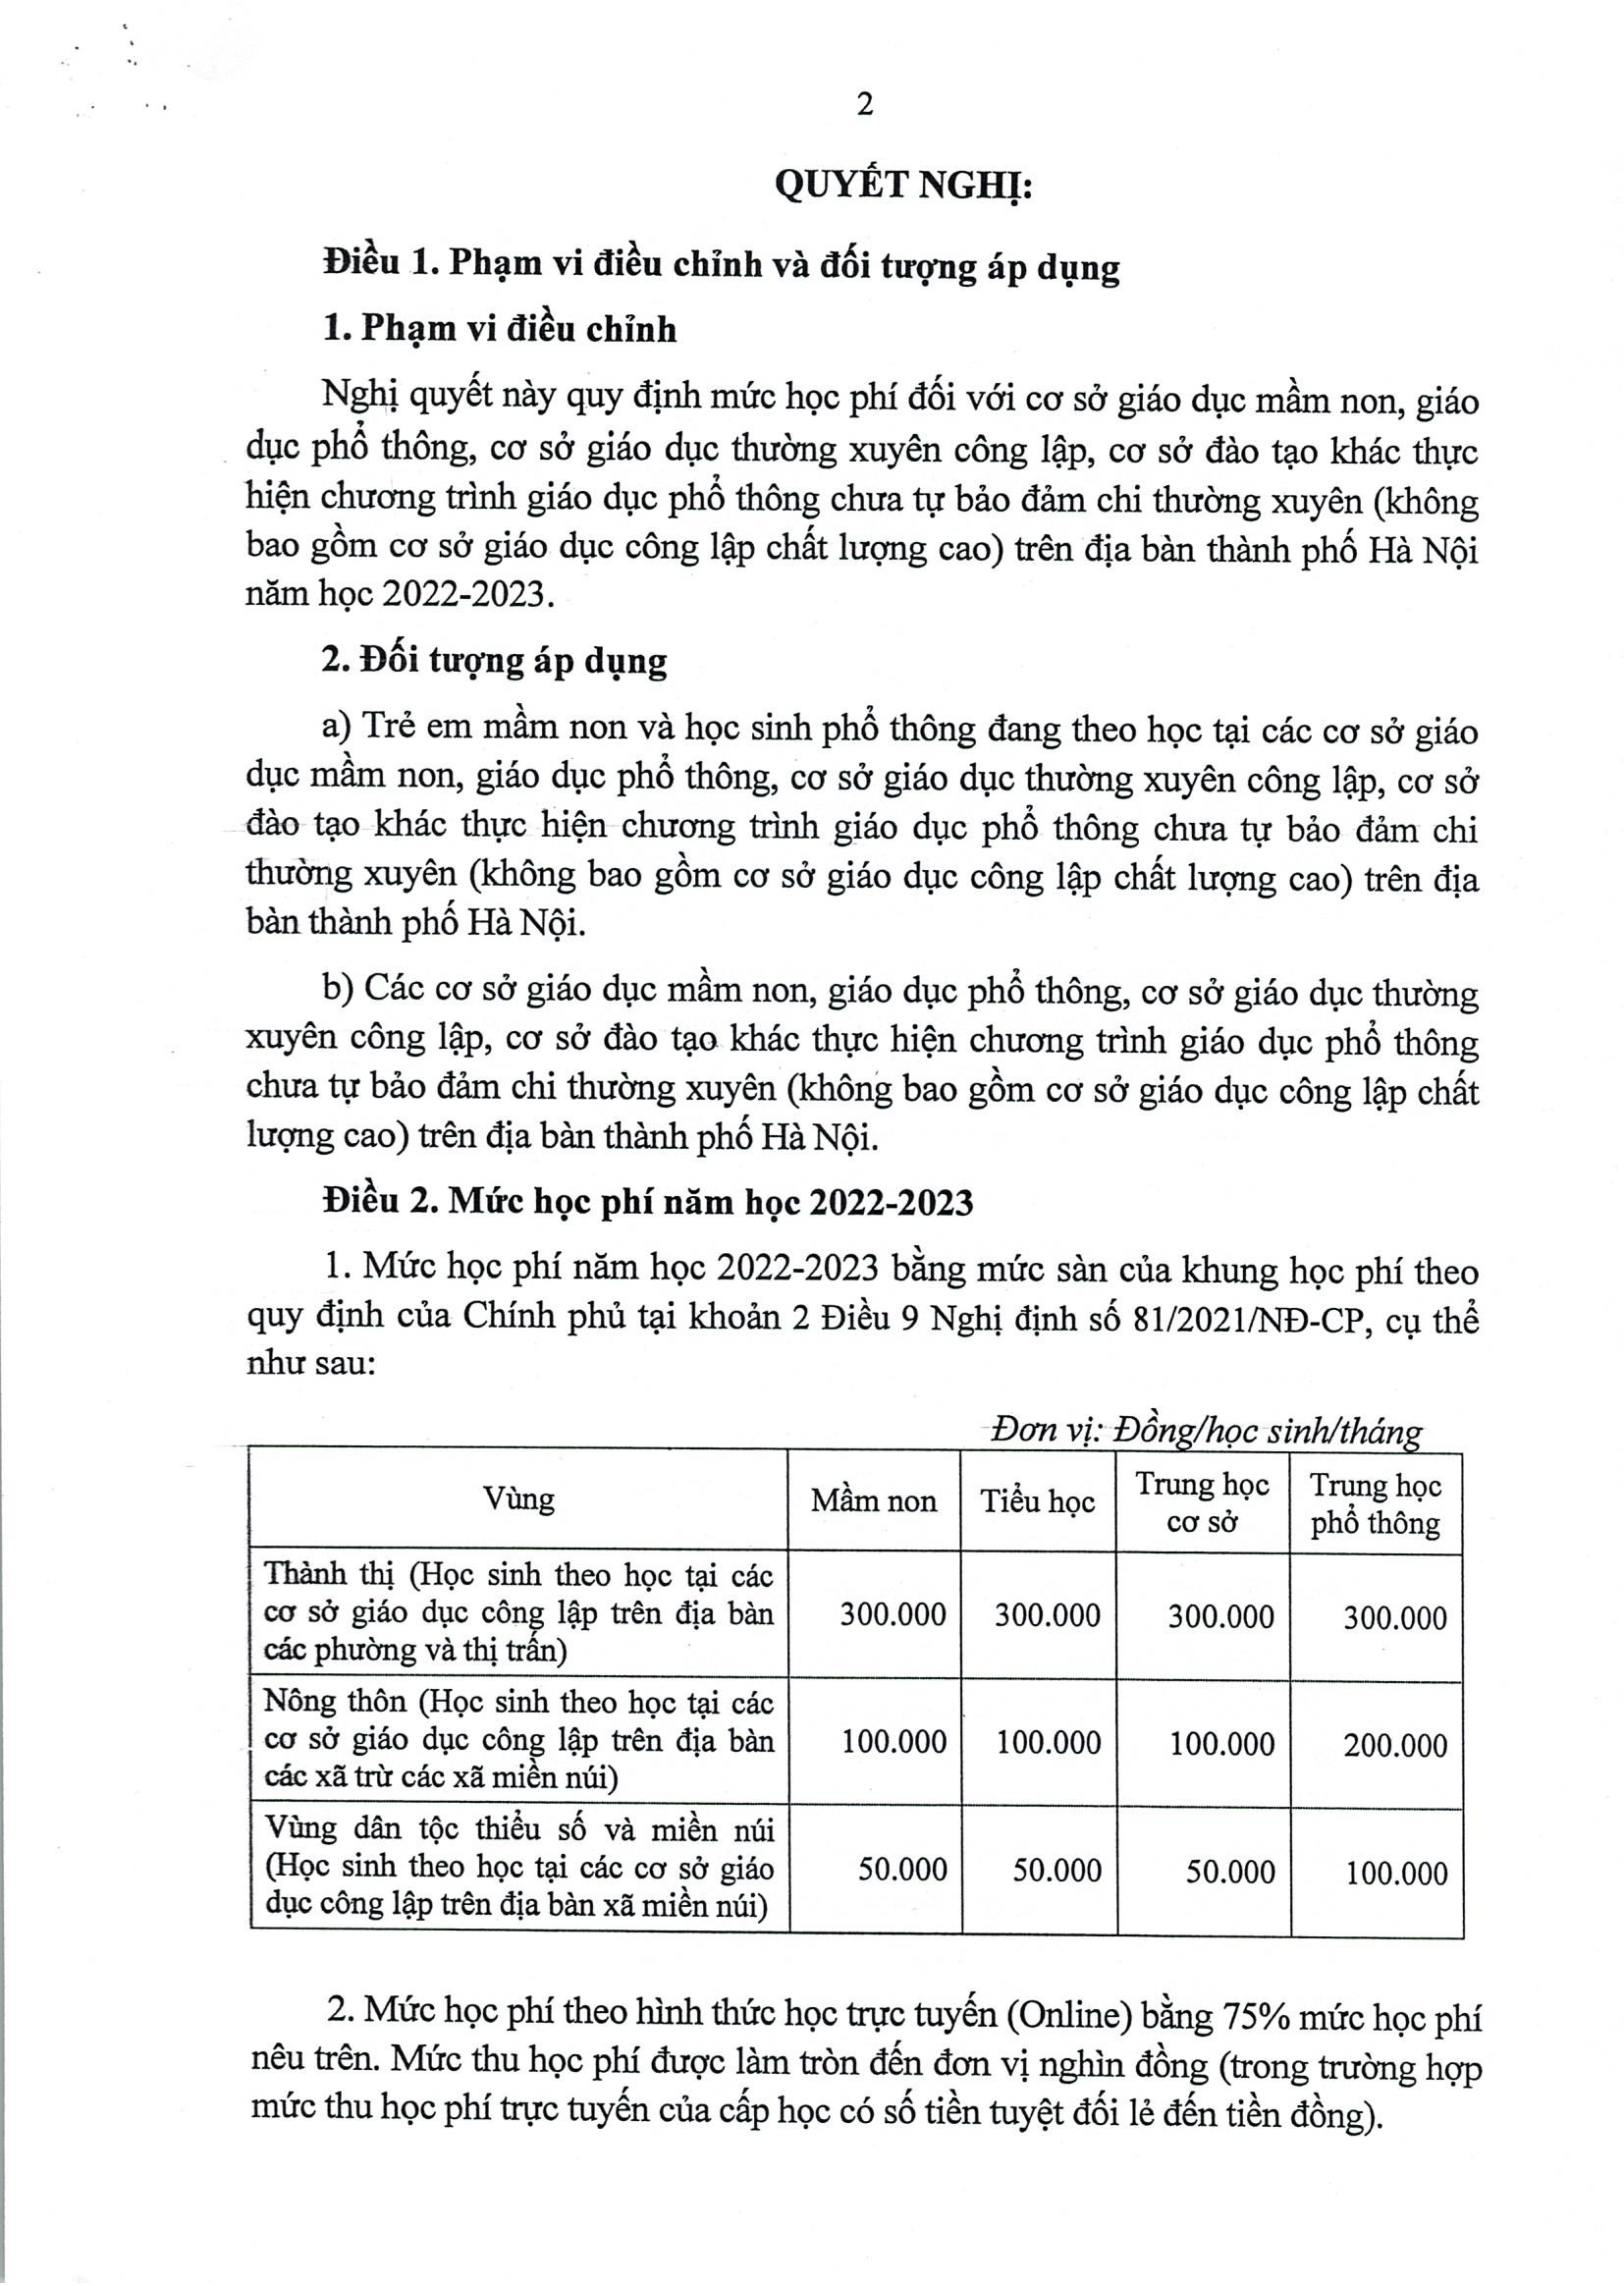 2
QUYẾT NGHỊ:
Điều 1. Phạm vi điều chỉnh và đối tượng áp dụng
1. Phạm vi điều chỉnh
Nghị quyết này quy định mức học phí đối với cơ sở giáo dục mầm non, giáo
dục phổ thông, cơ sở giáo dục thường xuyên công lập, cơ sở đào tạo khác thực
hiện chương trình giáo dục phổ thông chưa tự bảo đảm chi thường xuyên (không
bao gồm cơ sở giáo dục công lập chất lượng cao) trên địa bàn thành phố Hà Nội
năm học 2022-2023.
2. Đối tượng áp dụng
a) Trẻ em mầm non và học sinh phổ thông đang theo học tại các cơ sở giáo
dục mầm non, giáo dục phổ thông, cơ sở giáo dục thường xuyên công lập, cơ sở
đào tạo khác thực hiện chương trình giáo dục phổ thông chưa tự bảo đảm chi
thường xuyên (không bao gồm cơ sở giáo dục công lập chất lượng cao) trên địa
bàn thành phố Hà Nội.
b) Các cơ sở giáo dục mầm non, giáo dục phổ thông, cơ sở giáo dục thường
xuyên công lập, cơ sở đào tạo khác thực hiện chương trình giáo dục phổ thông
chưa tự bảo đảm chi thường xuyên (không bao gồm cơ sở giáo dục công lập chất
lượng cao) trên địa bàn thành phố Hà Nội.
Điều 2. Mức học phí năm học 2022-2023
1. Mức học phí năm học 2022-2023 bằng mức sàn của khung học phí theo
quy định của Chính phủ tại khoản 2 Điều 9 Nghị định số 81/2021/NĐ-CP, cụ thể
như sau:
Đơn vị: Đồng/học sinh/tháng
Vùng Mầm non Tiểu học Trung học cơ sở Trung học phổ thông
Thành thị (Học sinh theo học tại các
cơ sở giáo dục công lập trên địa bàn
các phường và thị trấn)
300.000 300.000 300.000 300.000
Nông thôn (Học sinh theo học tại các
cơ sở giáo dục công lập trên địa bàn
các xã trừ các xã miền núi)
100.000 100.000 100.000 200.000
Vùng dân tộc thiểu số và miền núi
(Học sinh theo học tại các cơ sở giáo
dục công lập trên địa bàn xã miền núi)
50.000 50.000 50.000 100.000
2. Mức học phí theo hình thức học trực tuyến (Online) bằng 75% mức học phí
nêu trên. Mức thu học phí được làm tròn đến đơn vị nghìn đồng (trong trường hợp
mức thu học phí trực tuyến của cấp học có số tiền tuyệt đối lẻ đến tiền đồng).